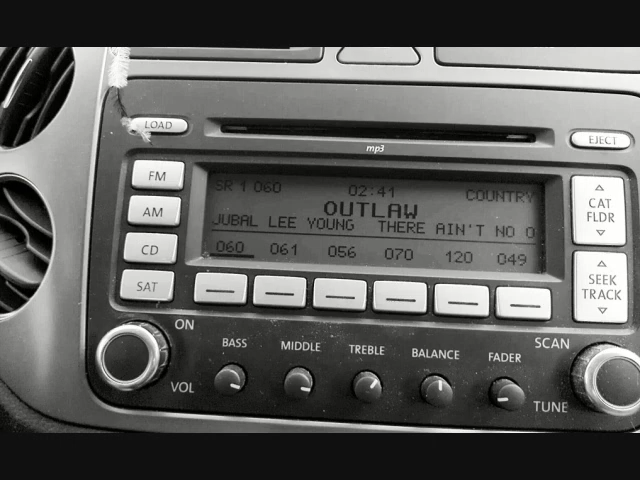 LOAD
EJECT
mp3
FM
AM
CD
SAT
SR 1 060 02:41 COUNTRY
OUTLAW
JUBAL LEE YOUNG THERE AIN'T NO O
060 061 056 070 120 049
CAT
FLDR
SEEK
TRACK
ON
VOL
BASS MIDDLE TREBLE BALANCE FADER
SCAN
TUNE